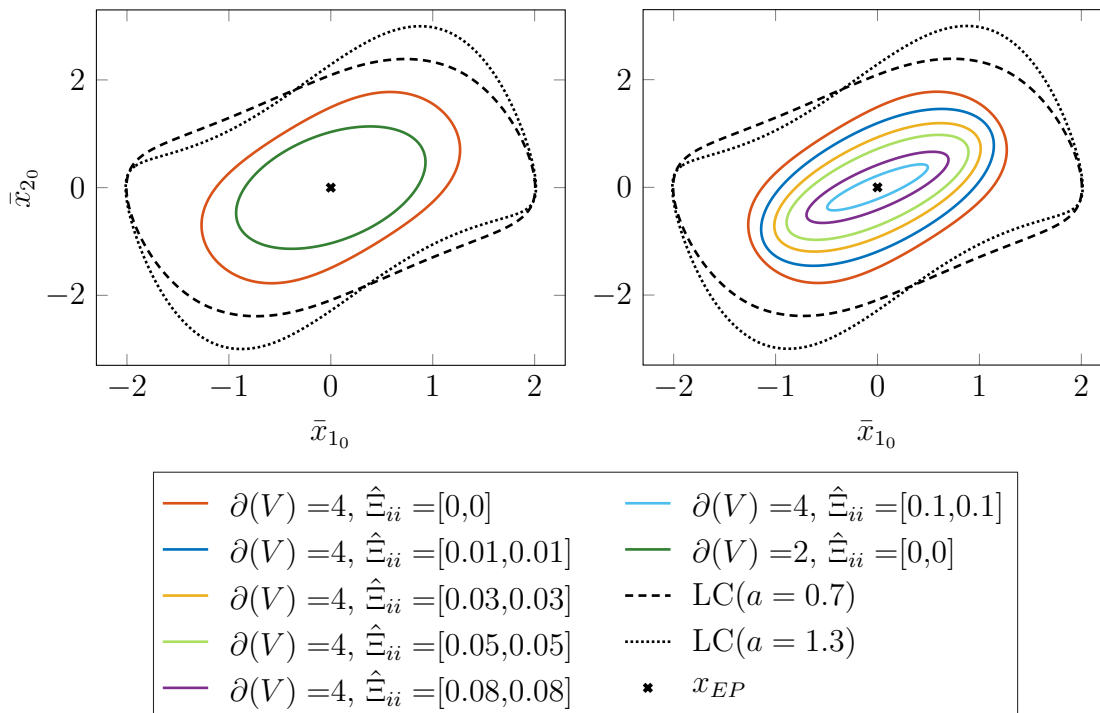 2
0
−2
x̄₂₀
−2 −1 0 1 2
x̄₁₀
2
0
−2
−2 −1 0 1 2
x̄₁₀
∂(V) =4, Ξ̂ᵢᵢ =[0,0]
∂(V) =4, Ξ̂ᵢᵢ =[0.01,0.01]
∂(V) =4, Ξ̂ᵢᵢ =[0.03,0.03]
∂(V) =4, Ξ̂ᵢᵢ =[0.05,0.05]
∂(V) =4, Ξ̂ᵢᵢ =[0.08,0.08]
∂(V) =4, Ξ̂ᵢᵢ =[0.1,0.1]
∂(V) =2, Ξ̂ᵢᵢ =[0,0]
LC(a = 0.7)
LC(a = 1.3)
x_EP